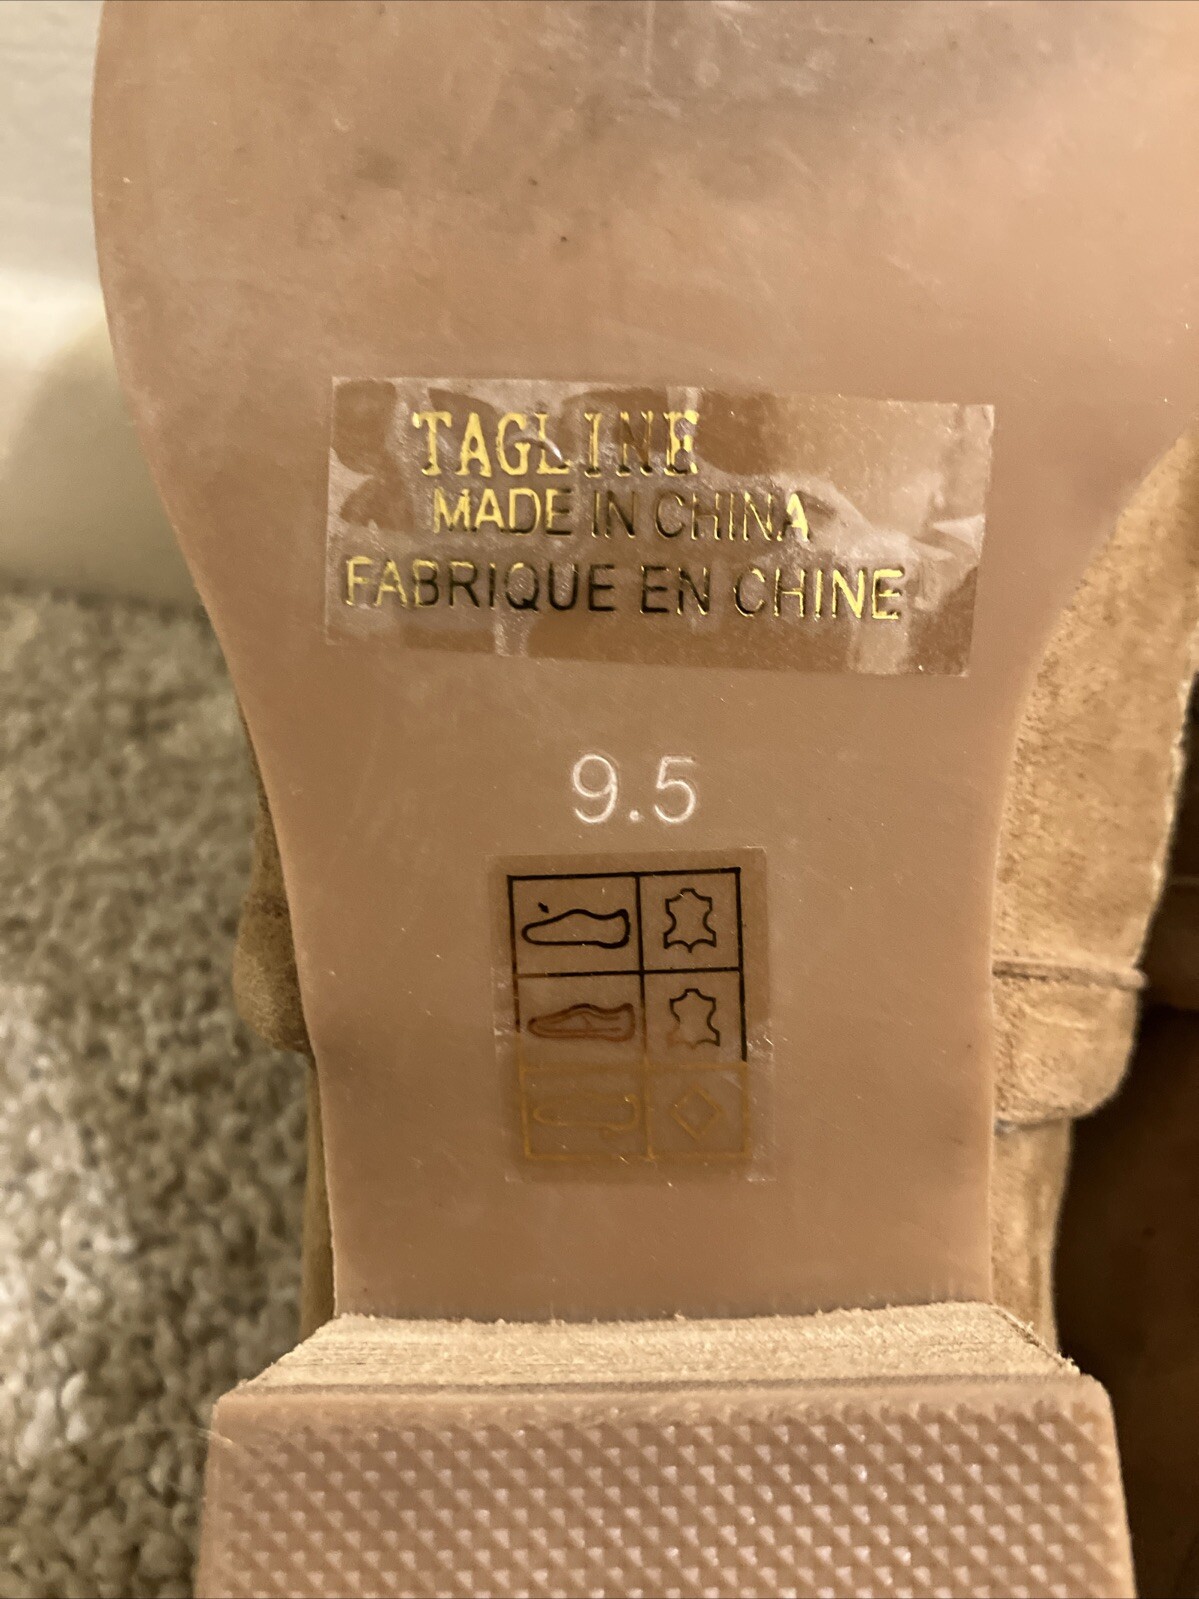 TAGLINE
MADE IN CHINA
FABRIQUE EN CHINE
9.5